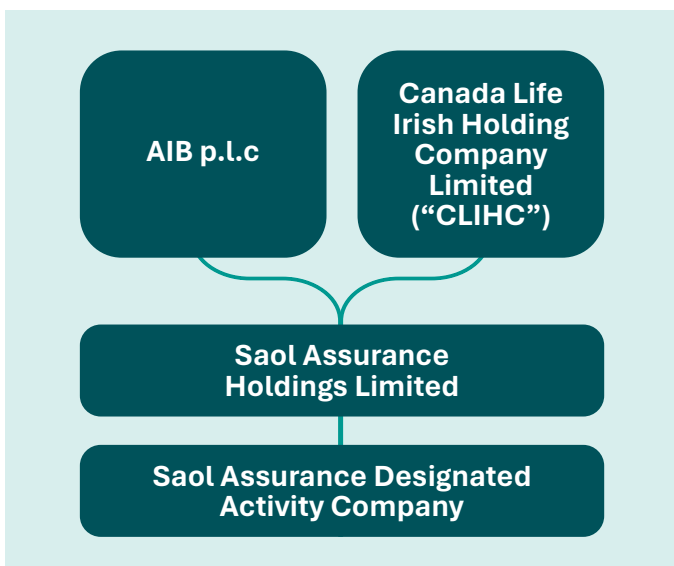 AIB p.l.c
Canada Life
Irish Holding
Company
Limited
(“CLIHC”)
Saol Assurance
Holdings Limited
Saol Assurance Designated
Activity Company